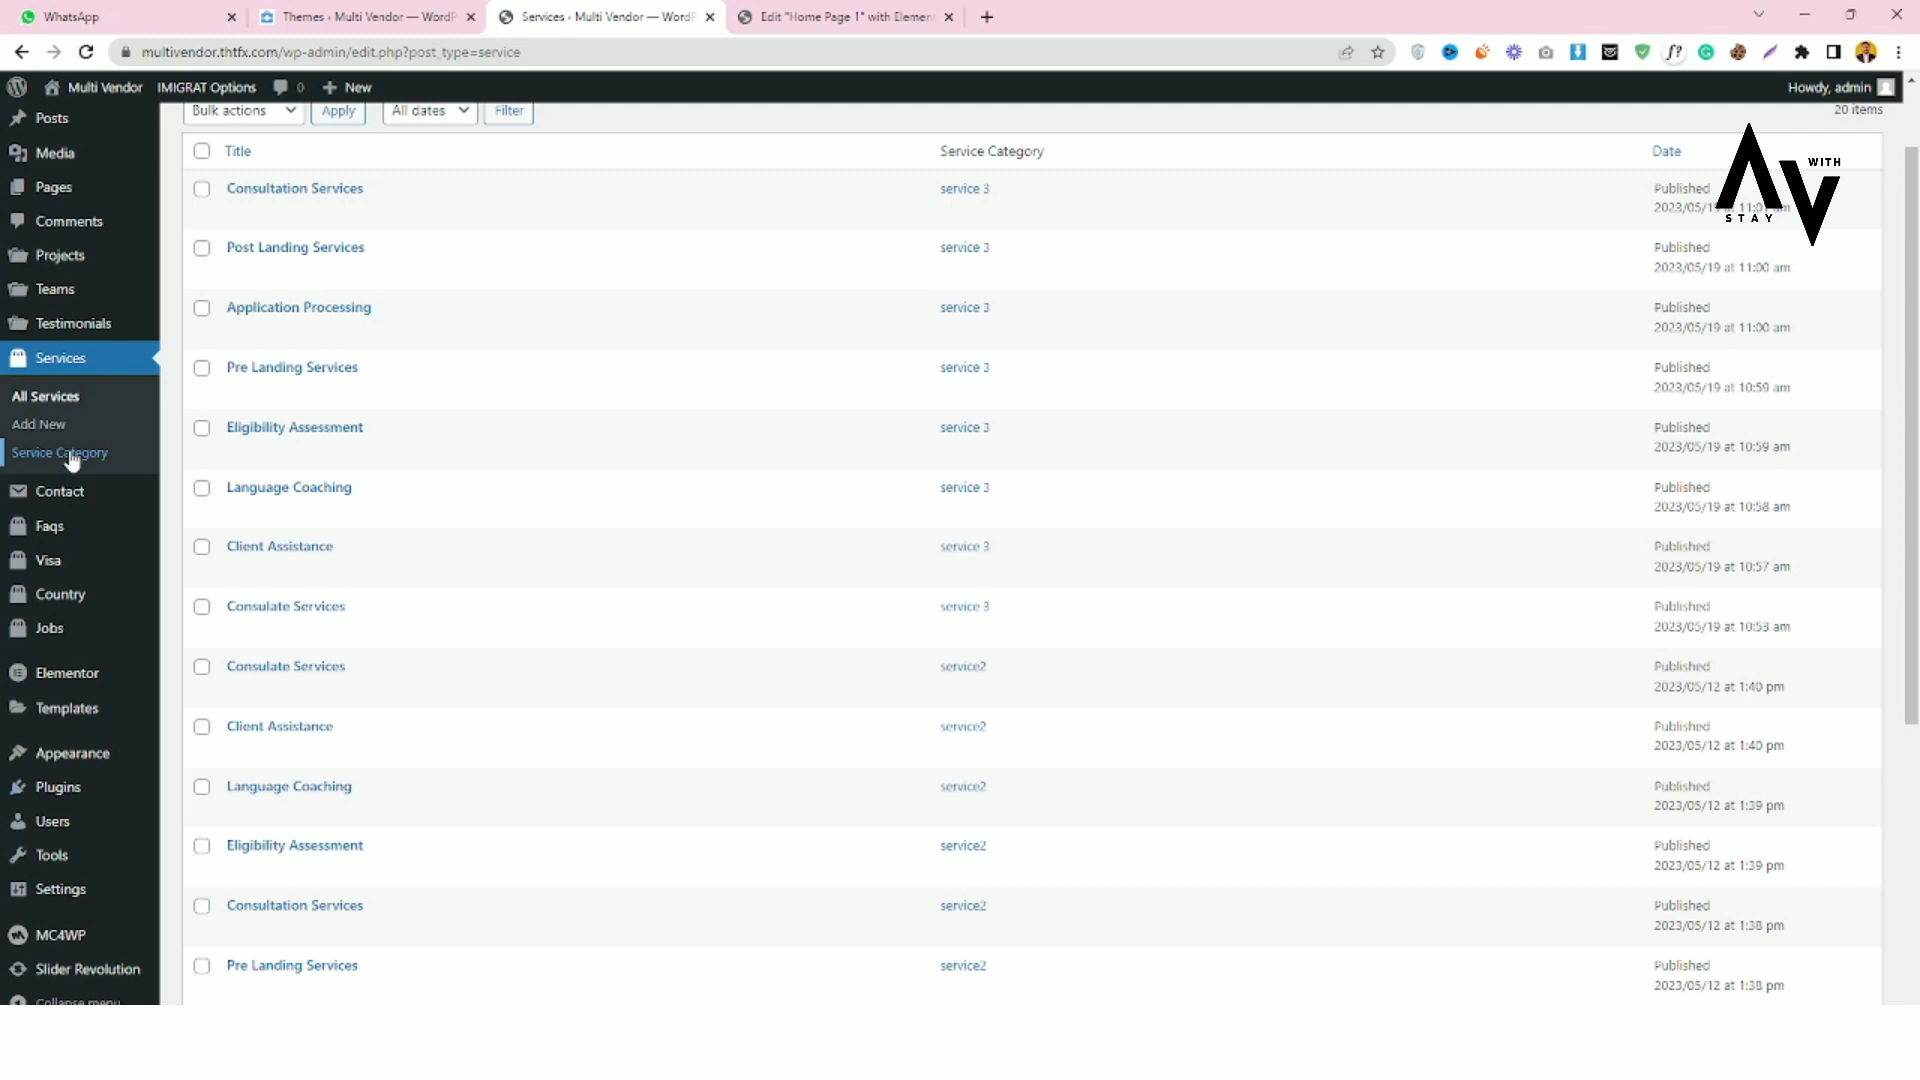 WhatsApp
Themes ‹ Multi Vendor — WordP
Services ‹ Multi Vendor — WordP
Edit "Home Page 1" with Element
multivendor.thtfx.com/wp-admin/edit.php?post_type=service
Multi Vendor
IMIGRAT Options
0
New
Howdy, admin
Posts
Media
Pages
Comments
Projects
Teams
Testimonials
Services
All Services
Add New
Service Category
Contact
Faqs
Visa
Country
Jobs
Elementor
Templates
Appearance
Plugins
Users
Tools
Settings
MC4WP
Slider Revolution
Collapse menu
Bulk actions
Apply
All dates
Filter
20 items
Title
Service Category
Date
WITH
STAY
Consultation Services
service 3
Published
Post Landing Services
service 3
Published
2023/05/19 at 11:00 am
Application Processing
service 3
Published
2023/05/19 at 11:00 am
Pre Landing Services
service 3
Published
2023/05/19 at 10:59 am
Eligibility Assessment
service 3
Published
2023/05/19 at 10:59 am
Language Coaching
service 3
Published
2023/05/19 at 10:58 am
Client Assistance
service 3
Published
2023/05/19 at 10:57 am
Consulate Services
service 3
Published
2023/05/19 at 10:53 am
Consulate Services
service2
Published
2023/05/12 at 1:40 pm
Client Assistance
service2
Published
2023/05/12 at 1:40 pm
Language Coaching
service2
Published
2023/05/12 at 1:39 pm
Eligibility Assessment
service2
Published
2023/05/12 at 1:39 pm
Consultation Services
service2
Published
2023/05/12 at 1:38 pm
Pre Landing Services
service2
Published
2023/05/12 at 1:38 pm